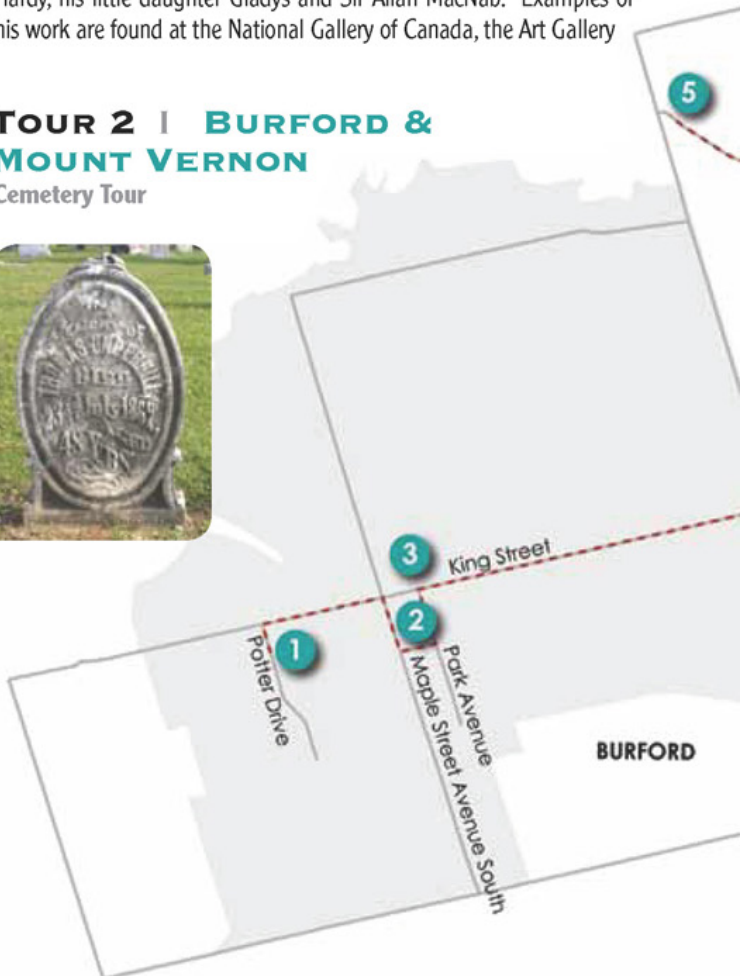 Hardy, his little daughter Gladys and Sir Allan MacNab. Examples of
his work are found at the National Gallery of Canada, the Art Gallery
TOUR 2 | BURFORD &
MOUNT VERNON
Cemetery Tour
5
3
King Street
2
1
Potter Drive
Park Avenue
Maple Street Avenue South
BURFORD